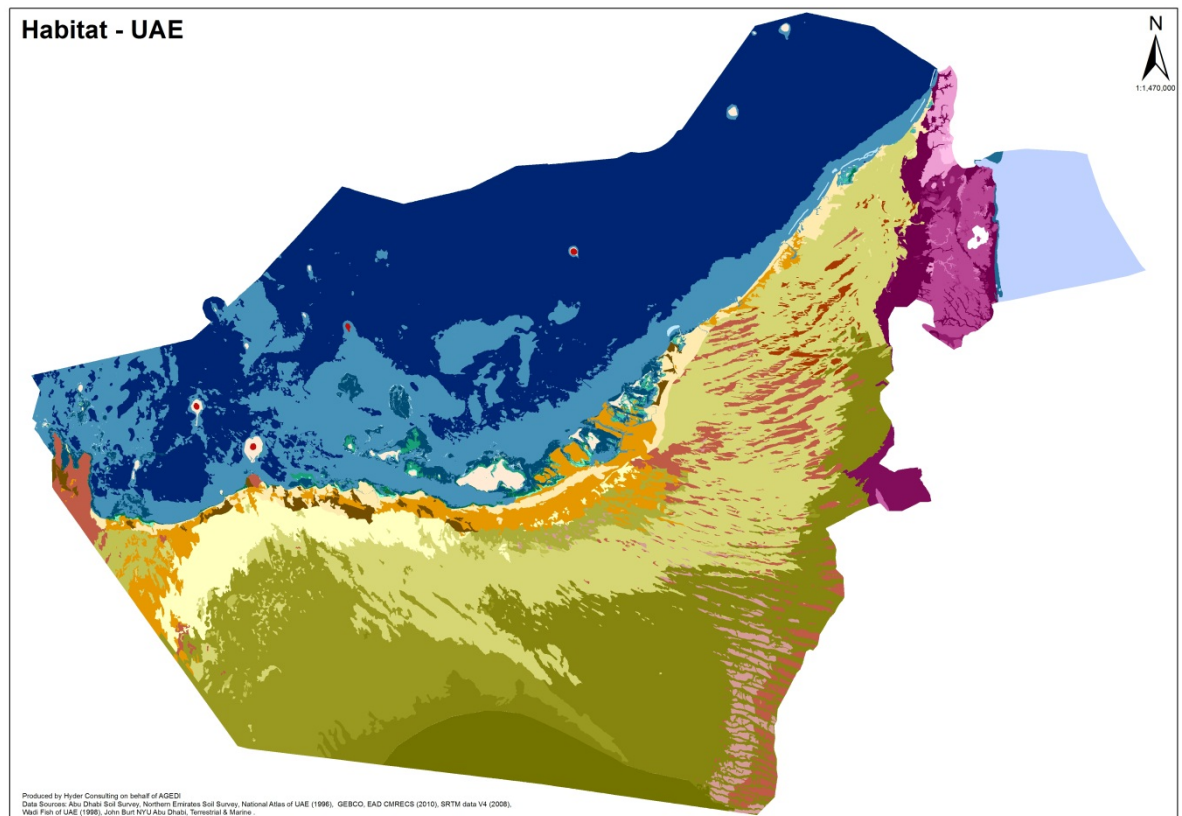 Habitat - UAE
N
1:1,470,000
Produced by Hyder Consulting on behalf of AGEDI
Data Sources: Abu Dhabi Soil Survey, Northern Emirates Soil Survey, National Atlas of UAE (1996), GEBCO, EAD CMRECS (2010), SRTM data V4 (2008),
Wadi Fish of UAE (1998), John Burt NYU Abu Dhabi, Terrestrial & Marine .